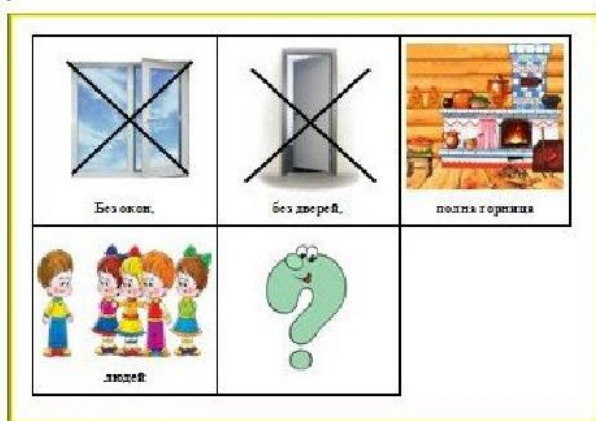 Без окон,
без дверей,
полна горница
людей
?